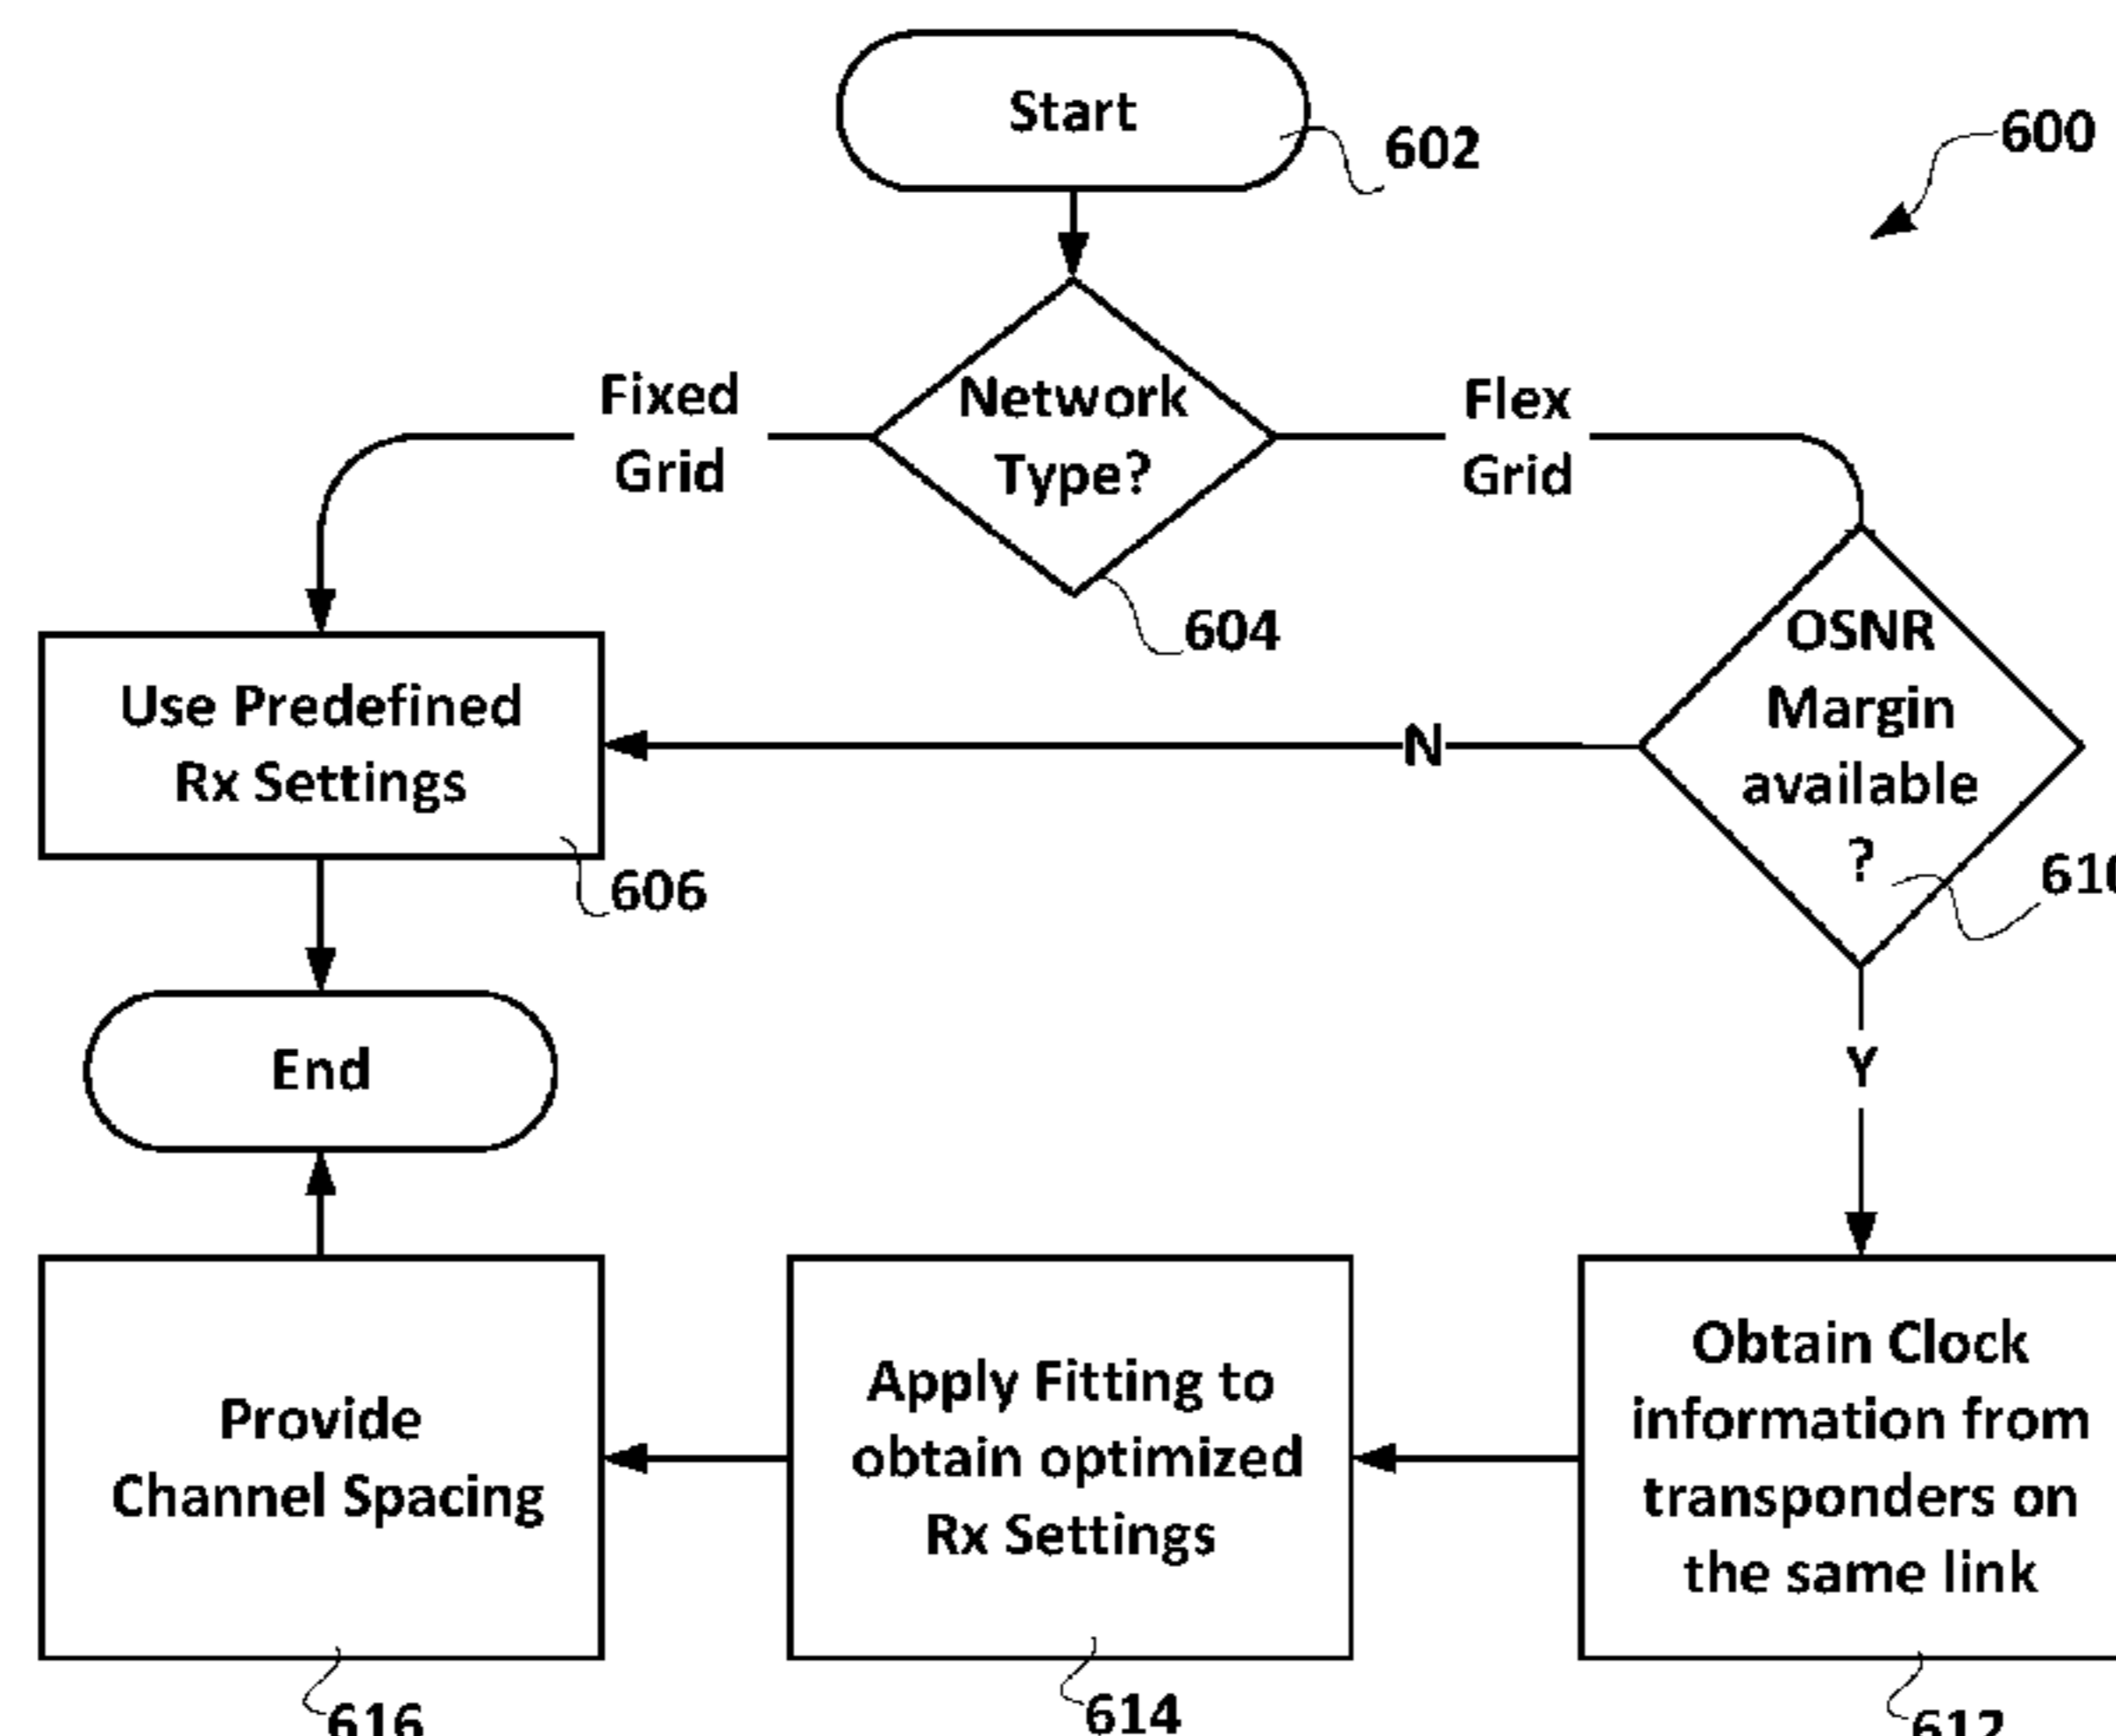 Start
602
600
Fixed
Grid
Network
Type?
Flex
Grid
604
OSNR
Margin
available
?
610
Use Predefined
Rx Settings
606
N
End
Y
Provide
Channel Spacing
616
Apply Fitting to
obtain optimized
Rx Settings
614
Obtain Clock
information from
transponders on
the same link
612